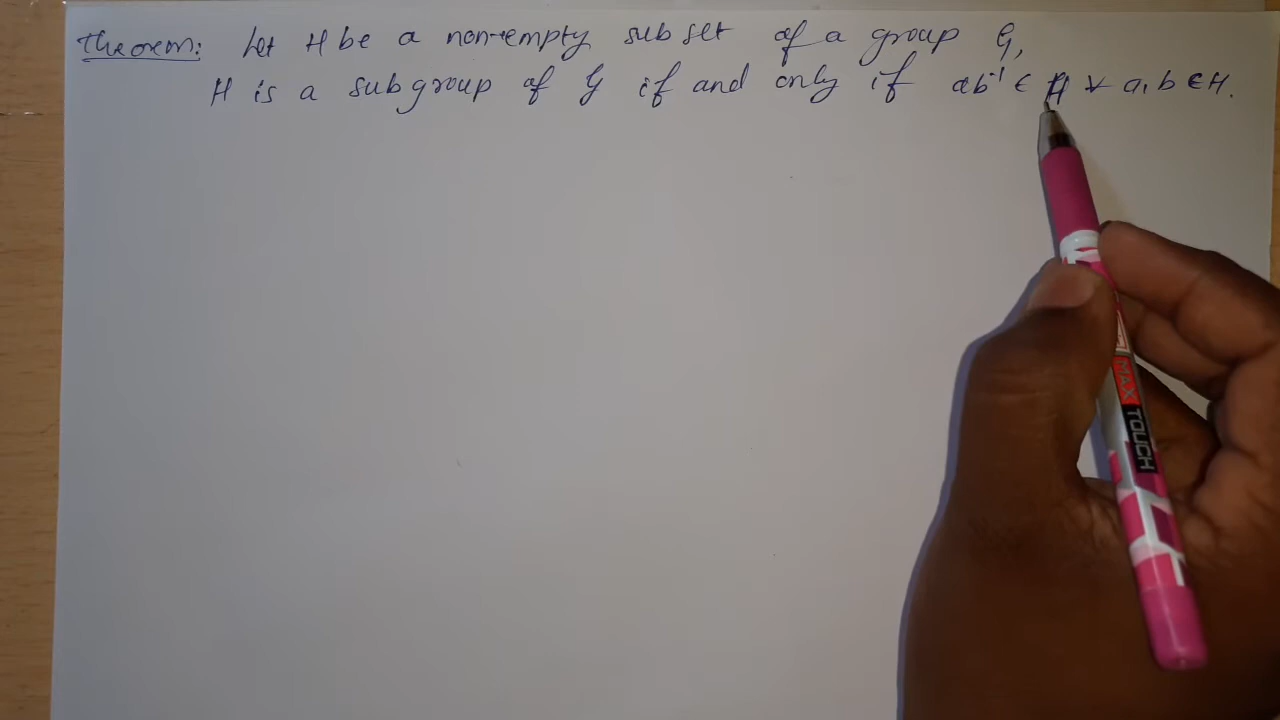 Theorem: Let H be a non-empty subset of a group G,
H is a subgroup of G if and only if ab⁻¹ ∈ H ∀ a, b ∈ H.
MAX TOUCH